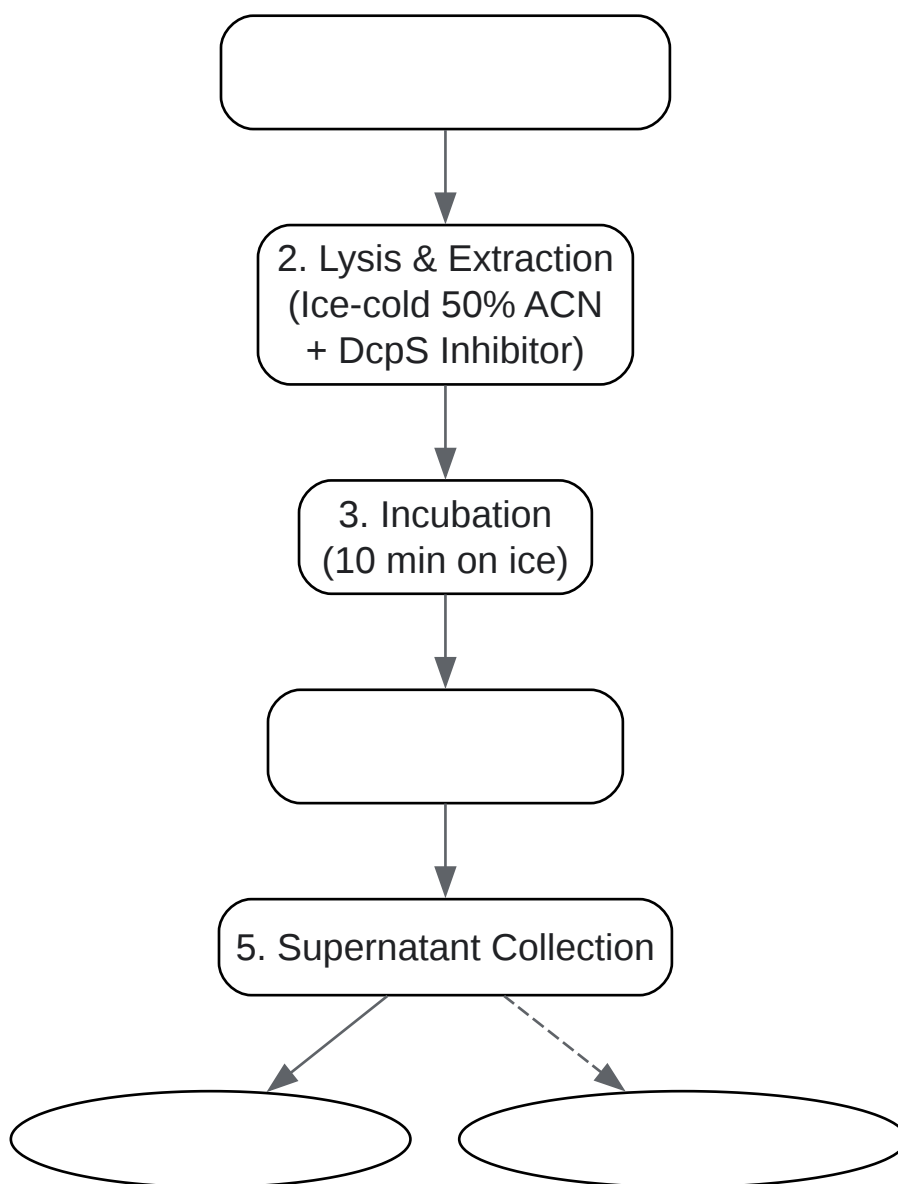 2. Lysis & Extraction
(Ice-cold 50% ACN
+ DcpS Inhibitor)
3. Incubation
(10 min on ice)
5. Supernatant Collection